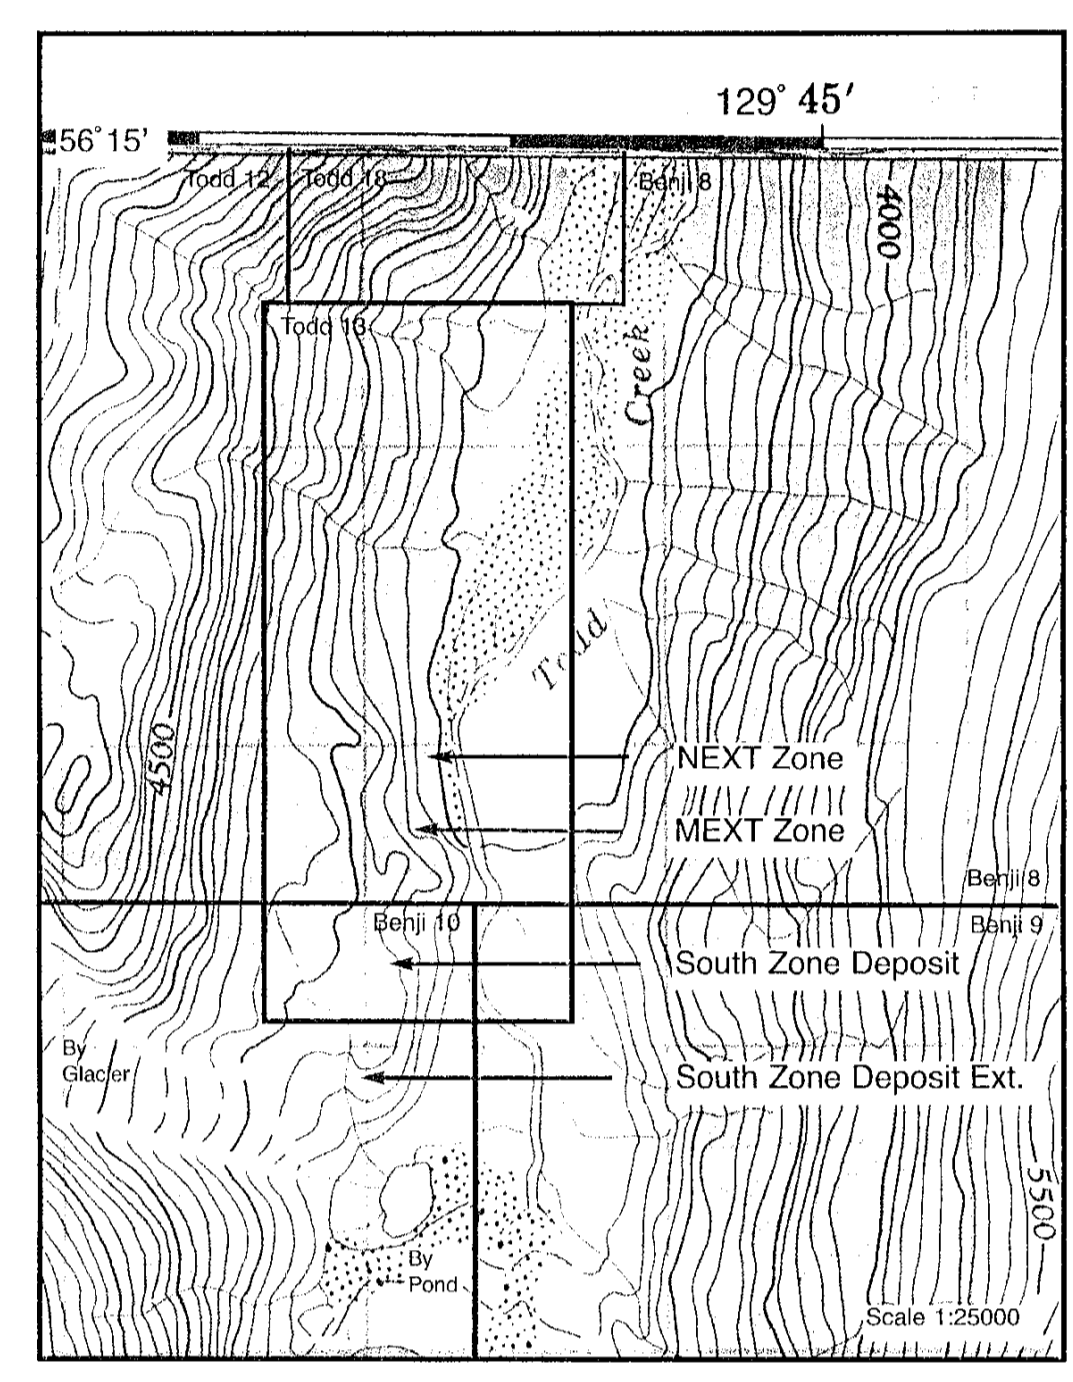 129° 45'
56° 15'
Todd 12
Todd 18
Benji 8
4000
Todd 13
Creek
Todd
NEXT Zone
4500
MEXT Zone
Benji 8
Benji 10
Benji 9
South Zone Deposit
By
Glacier
South Zone Deposit Ext.
5500
By
Pond
Scale 1:25000